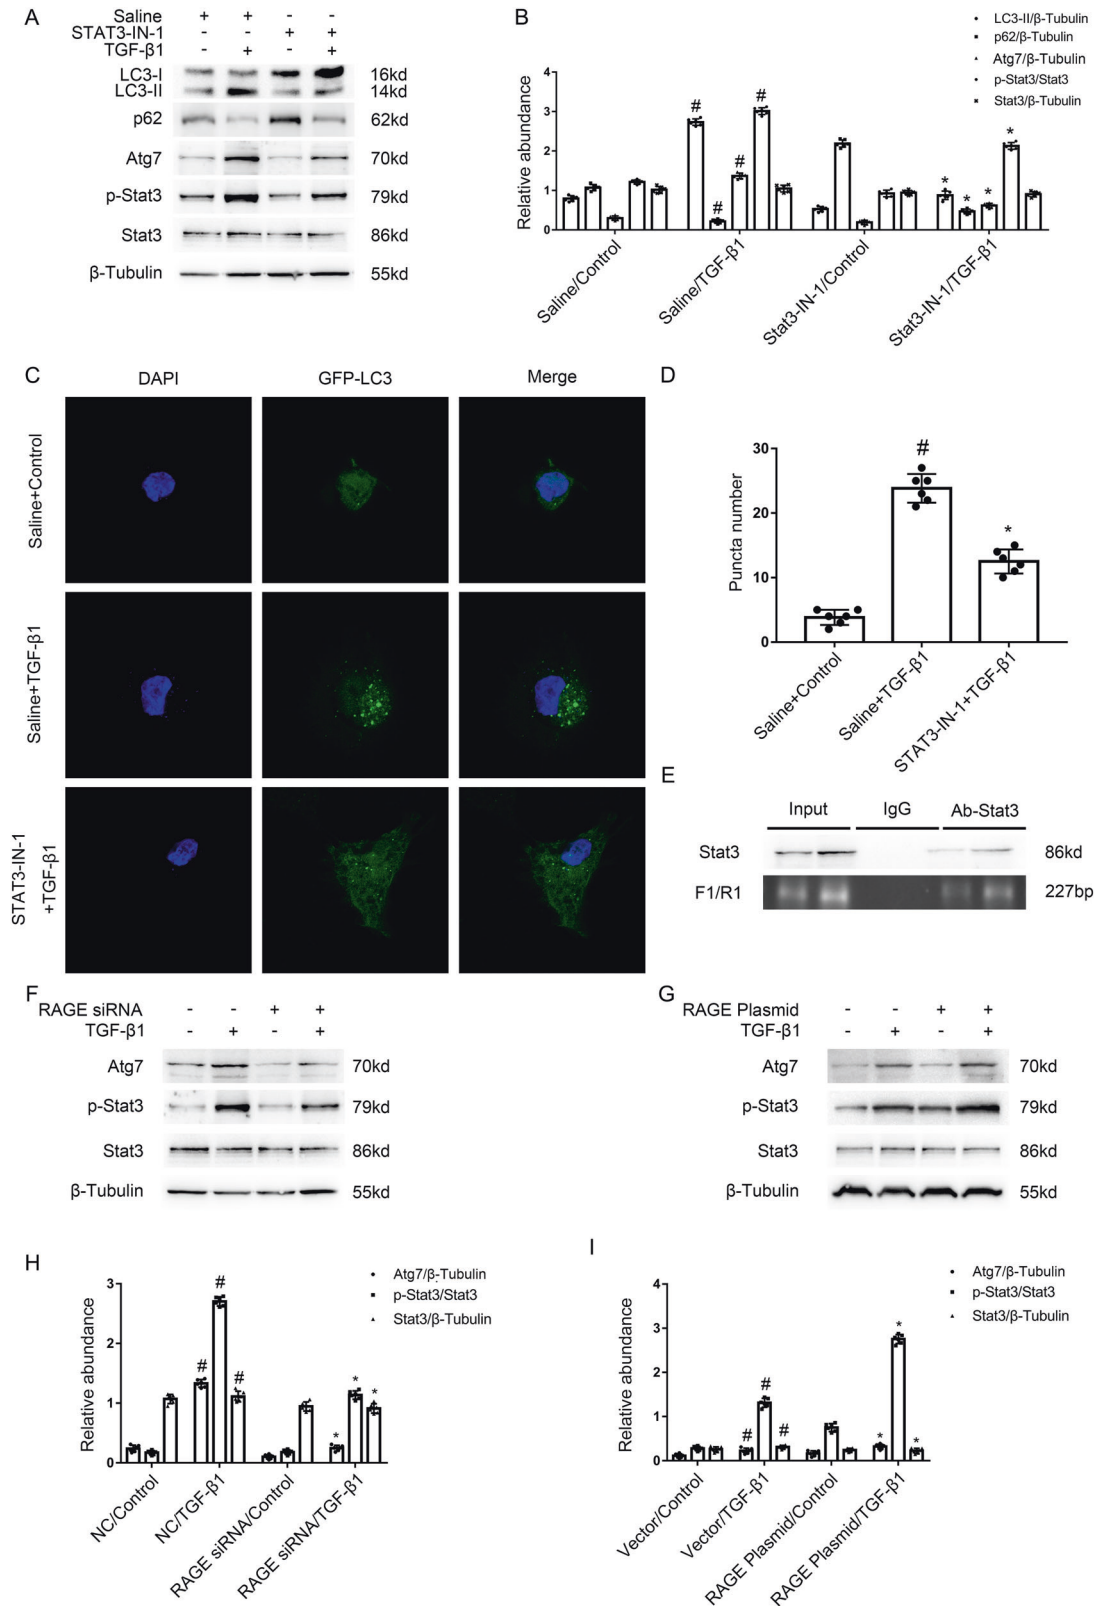 A
Saline + + - -
STAT3-IN-1 - - + +
TGF-β1 - + - +
LC3-I 16kd
LC3-II 14kd
p62 62kd
Atg7 70kd
p-Stat3 79kd
Stat3 86kd
β-Tubulin 55kd
B
LC3-II/β-Tubulin
p62/β-Tubulin
Atg7/β-Tubulin
p-Stat3/Stat3
Stat3/β-Tubulin
Relative abundance
4
3
2
1
0
# # # #
* * * *
Saline/Control
Saline/TGF-β1
Stat3-IN-1/Control
Stat3-IN-1/TGF-β1
C
DAPI GFP-LC3 Merge
Saline+Control
Saline+TGF-β1
STAT3-IN-1
+TGF-β1
D
Puncta number
30
20
10
0
#
*
Saline+Control
Saline+TGF-β1
STAT3-IN-1+TGF-β1
E
Input IgG Ab-Stat3
Stat3 86kd
F1/R1 227bp
F
RAGE siRNA - - + +
TGF-β1 - + - +
Atg7 70kd
p-Stat3 79kd
Stat3 86kd
β-Tubulin 55kd
G
RAGE Plasmid - - + +
TGF-β1 - + - +
Atg7 70kd
p-Stat3 79kd
Stat3 86kd
β-Tubulin 55kd
H
Atg7/β-Tubulin
p-Stat3/Stat3
Stat3/β-Tubulin
Relative abundance
3
2
1
0
# # #
* * *
NC/Control
NC/TGF-β1
RAGE siRNA/Control
RAGE siRNA/TGF-β1
I
Atg7/β-Tubulin
p-Stat3/Stat3
Stat3/β-Tubulin
Relative abundance
4
3
2
1
0
# # #
* * *
Vector/Control
Vector/TGF-β1
RAGE Plasmid/Control
RAGE Plasmid/TGF-β1